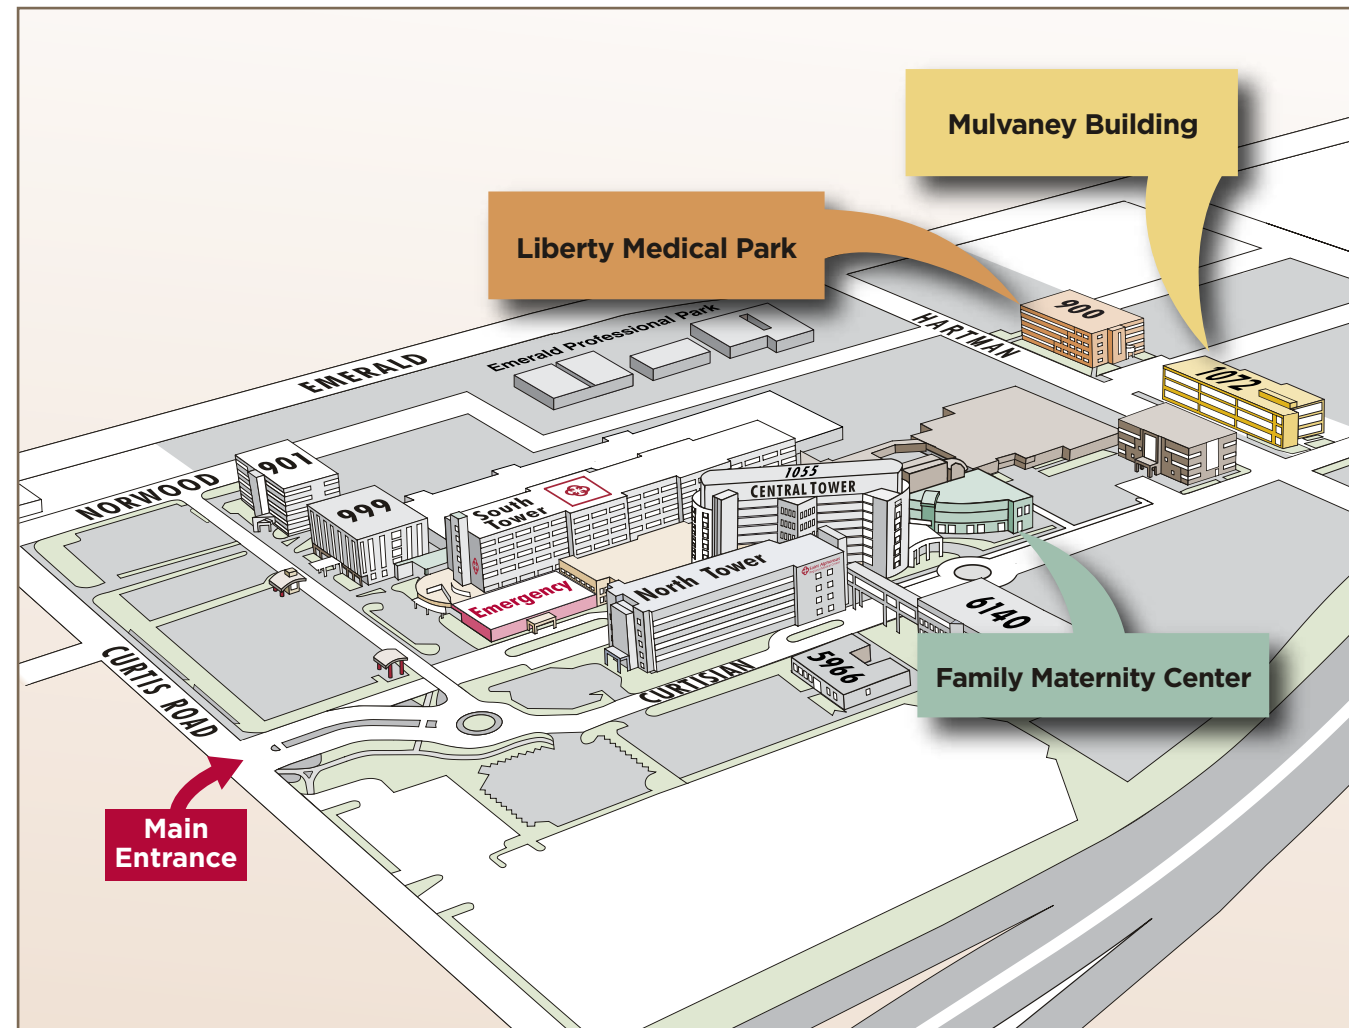 Mulvaney Building
Liberty Medical Park
900
HARTMAN
Emerald Professional Park
EMERALD
1072
NORWOOD
901
999
South
Tower
1055
CENTRAL TOWER
North Tower
Emergency
6140
5966
CURTISIAN
Family Maternity Center
CURTIS ROAD
Main
Entrance